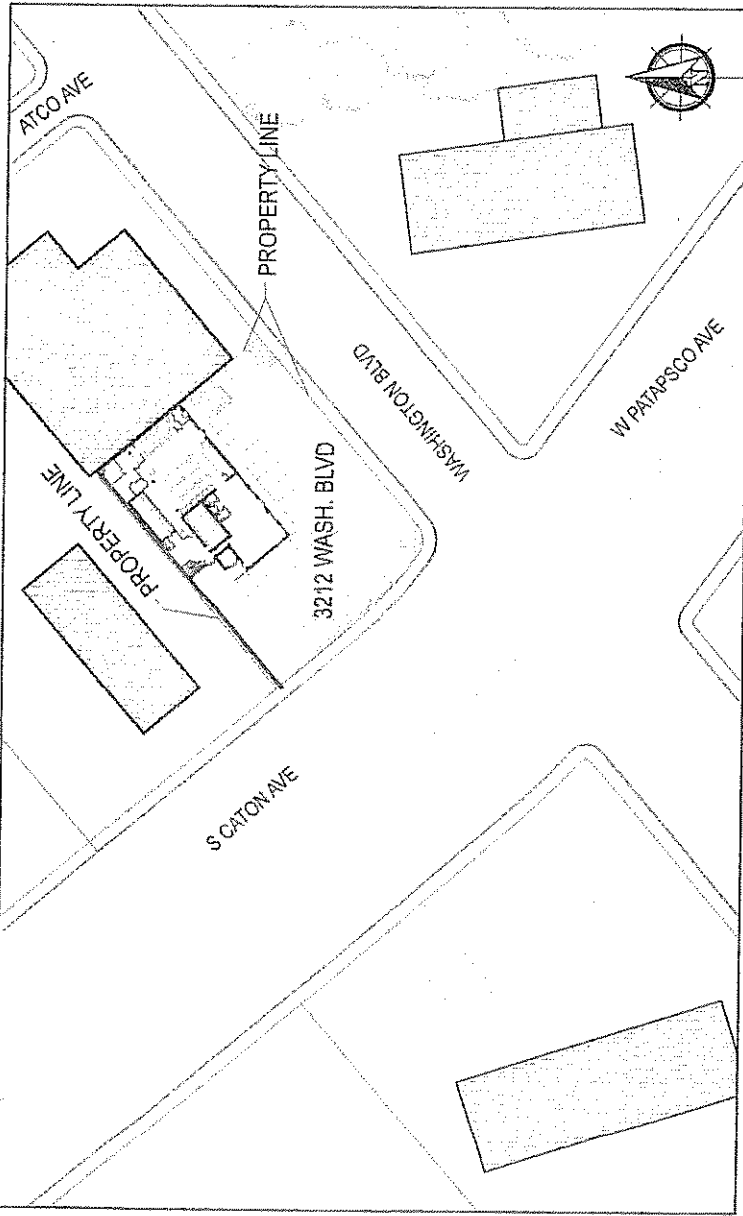 ATCO AVE
PROPERTY LINE
PROPERTY LINE
WASHINGTON BLVD
3212 WASH. BLVD
W PATAPSCO AVE
S CATON AVE